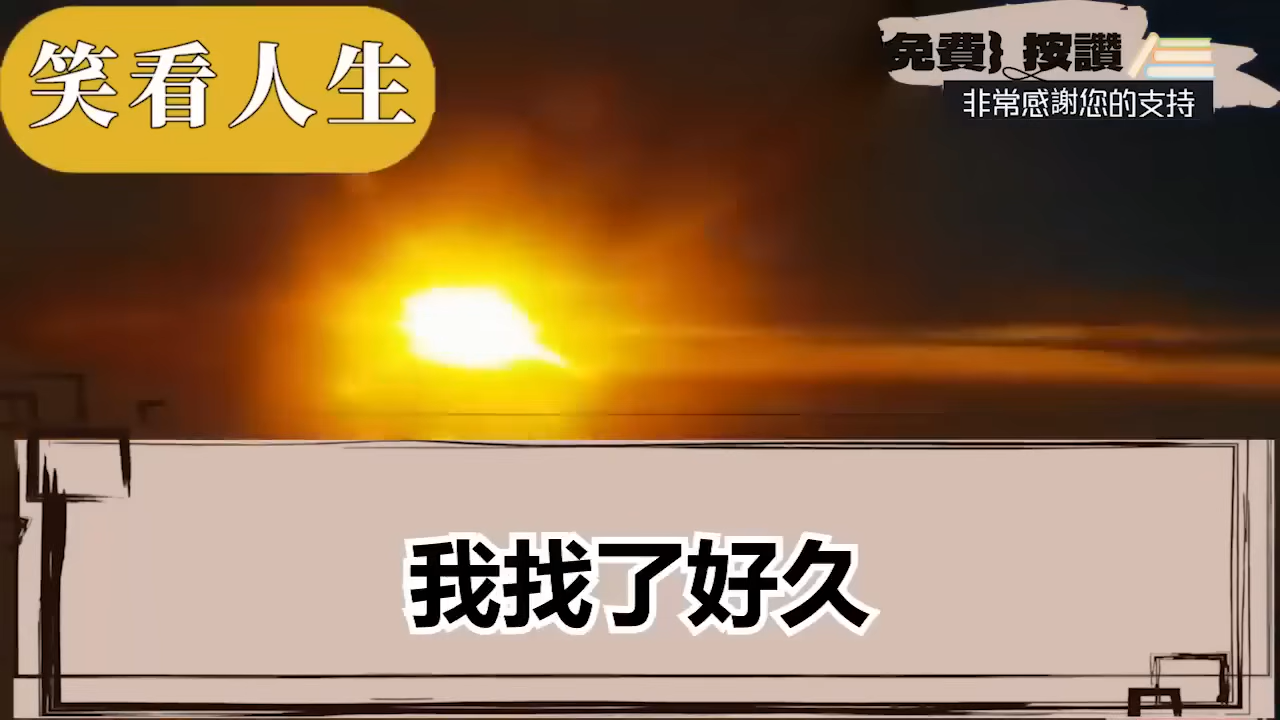 笑看人生
免費 按讚
非常感謝您的支持
我找了好久